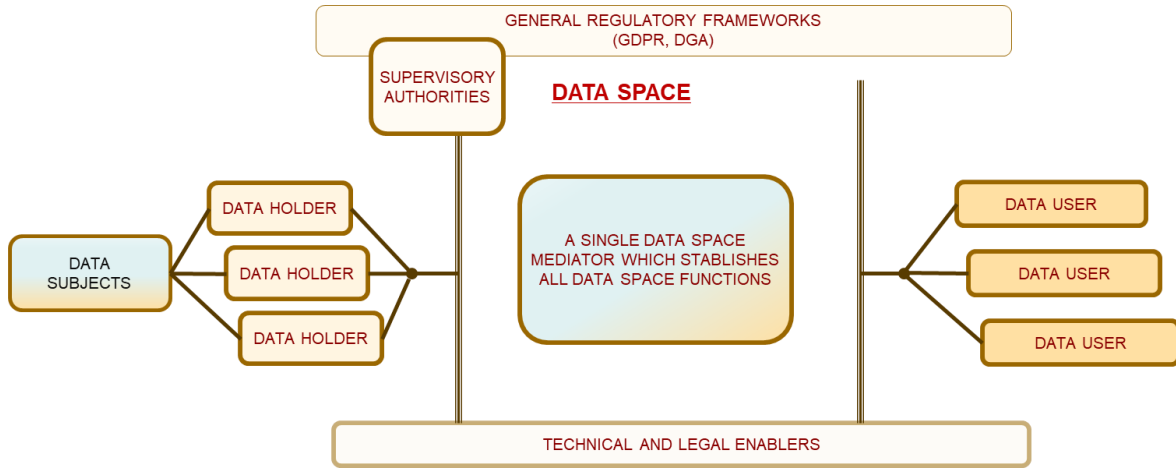 GENERAL REGULATORY FRAMEWORKS
(GDPR, DGA)
SUPERVISORY
AUTHORITIES
DATA SPACE
DATA HOLDER
DATA HOLDER
DATA HOLDER
DATA
SUBJECTS
A SINGLE DATA SPACE
MEDIATOR WHICH STABLISHES
ALL DATA SPACE FUNCTIONS
DATA USER
DATA USER
DATA USER
TECHNICAL AND LEGAL ENABLERS